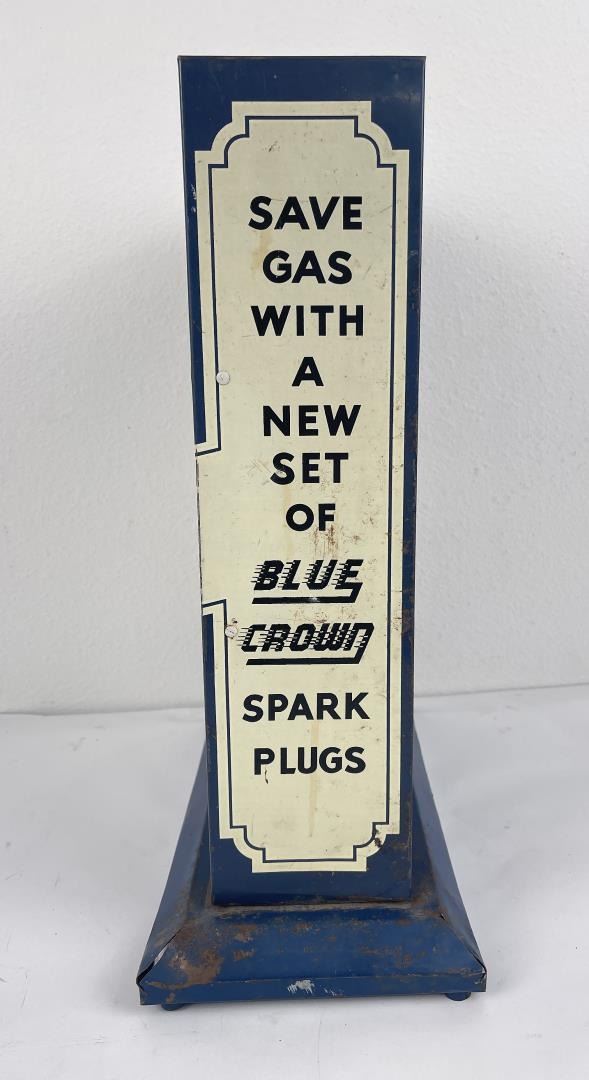 SAVE
GAS
WITH
A
NEW
SET
OF
BLUE
CROWN
SPARK
PLUGS